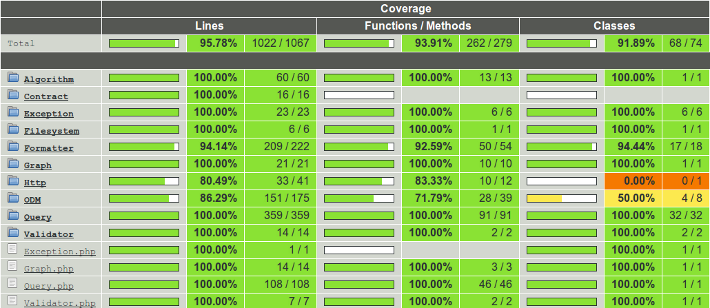 Coverage
Lines Functions / Methods Classes
Total 95.78% 1022 / 1067 93.91% 262 / 279 91.89% 68 / 74
Algorithm 100.00% 60 / 60 100.00% 13 / 13 100.00% 1 / 1
Contract 100.00% 16 / 16
Exception 100.00% 23 / 23 100.00% 6 / 6 100.00% 6 / 6
Filesystem 100.00% 6 / 6 100.00% 1 / 1 100.00% 1 / 1
Formatter 94.14% 209 / 222 92.59% 50 / 54 94.44% 17 / 18
Graph 100.00% 21 / 21 100.00% 10 / 10 100.00% 1 / 1
Http 80.49% 33 / 41 83.33% 10 / 12 0.00% 0 / 1
ODM 86.29% 151 / 175 71.79% 28 / 39 50.00% 4 / 8
Query 100.00% 359 / 359 100.00% 91 / 91 100.00% 32 / 32
Validator 100.00% 14 / 14 100.00% 2 / 2 100.00% 2 / 2
Exception.php 100.00% 1 / 1 100.00% 1 / 1
Graph.php 100.00% 14 / 14 100.00% 3 / 3 100.00% 1 / 1
Query.php 100.00% 108 / 108 100.00% 46 / 46 100.00% 1 / 1
Validator.php 100.00% 7 / 7 100.00% 2 / 2 100.00% 1 / 1